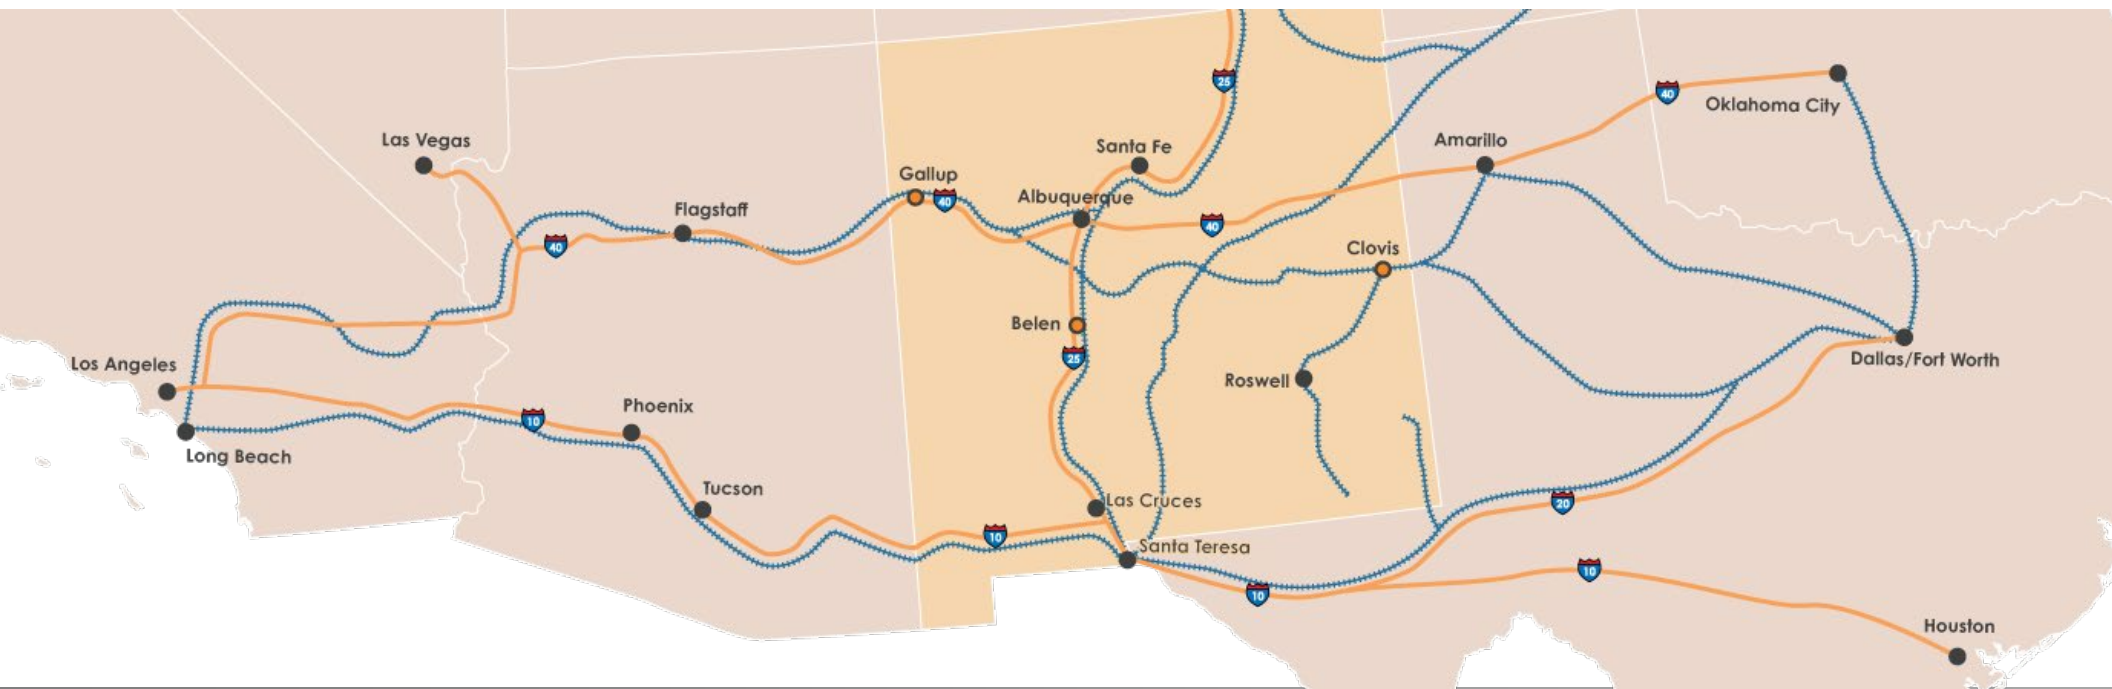 25
40
Oklahoma City
Las Vegas
Santa Fe
Amarillo
Gallup
40
Albuquerque
Flagstaff
40
40
Clovis
Belen
25
Los Angeles
Roswell
Dallas/Fort Worth
Phoenix
10
Long Beach
Tucson
Las Cruces
20
10
Santa Teresa
10
10
Houston